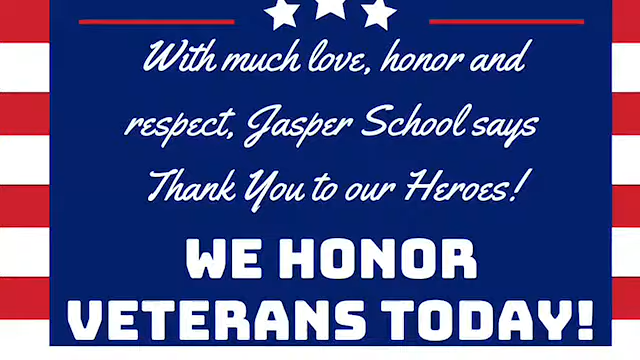 With much love, honor and
respect, Jasper School says
Thank You to our Heroes!
WE HONOR
VETERANS TODAY!